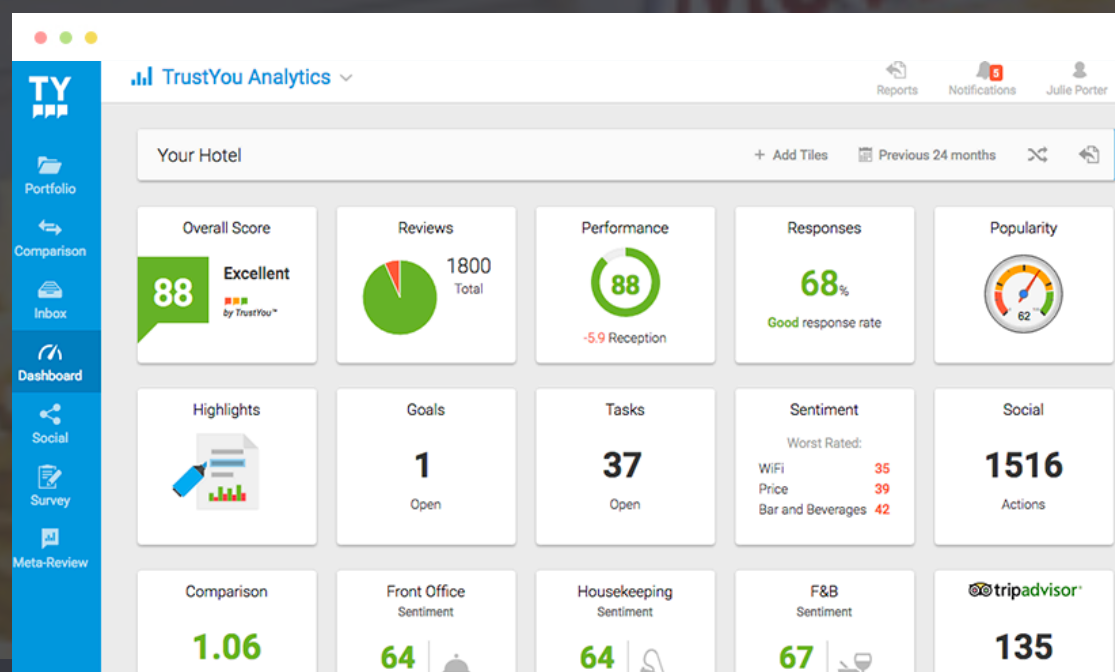 TrustYou Analytics
Reports
5
Notifications
Julie Porter
TY
Portfolio
Comparison
Inbox
Dashboard
Social
Survey
Meta-Review
Your Hotel
+ Add Tiles
Previous 24 months
Overall Score
88
Excellent
by TrustYou™
Reviews
1800
Total
Performance
88
-5.9 Reception
Responses
68%
Good response rate
Popularity
62
Highlights
Goals
1
Open
Tasks
37
Open
Sentiment
Worst Rated:
WiFi 35
Price 39
Bar and Beverages 42
Social
1516
Actions
Comparison
1.06
Front Office
Sentiment
64
Housekeeping
Sentiment
64
F&B
Sentiment
67
tripadvisor®
135